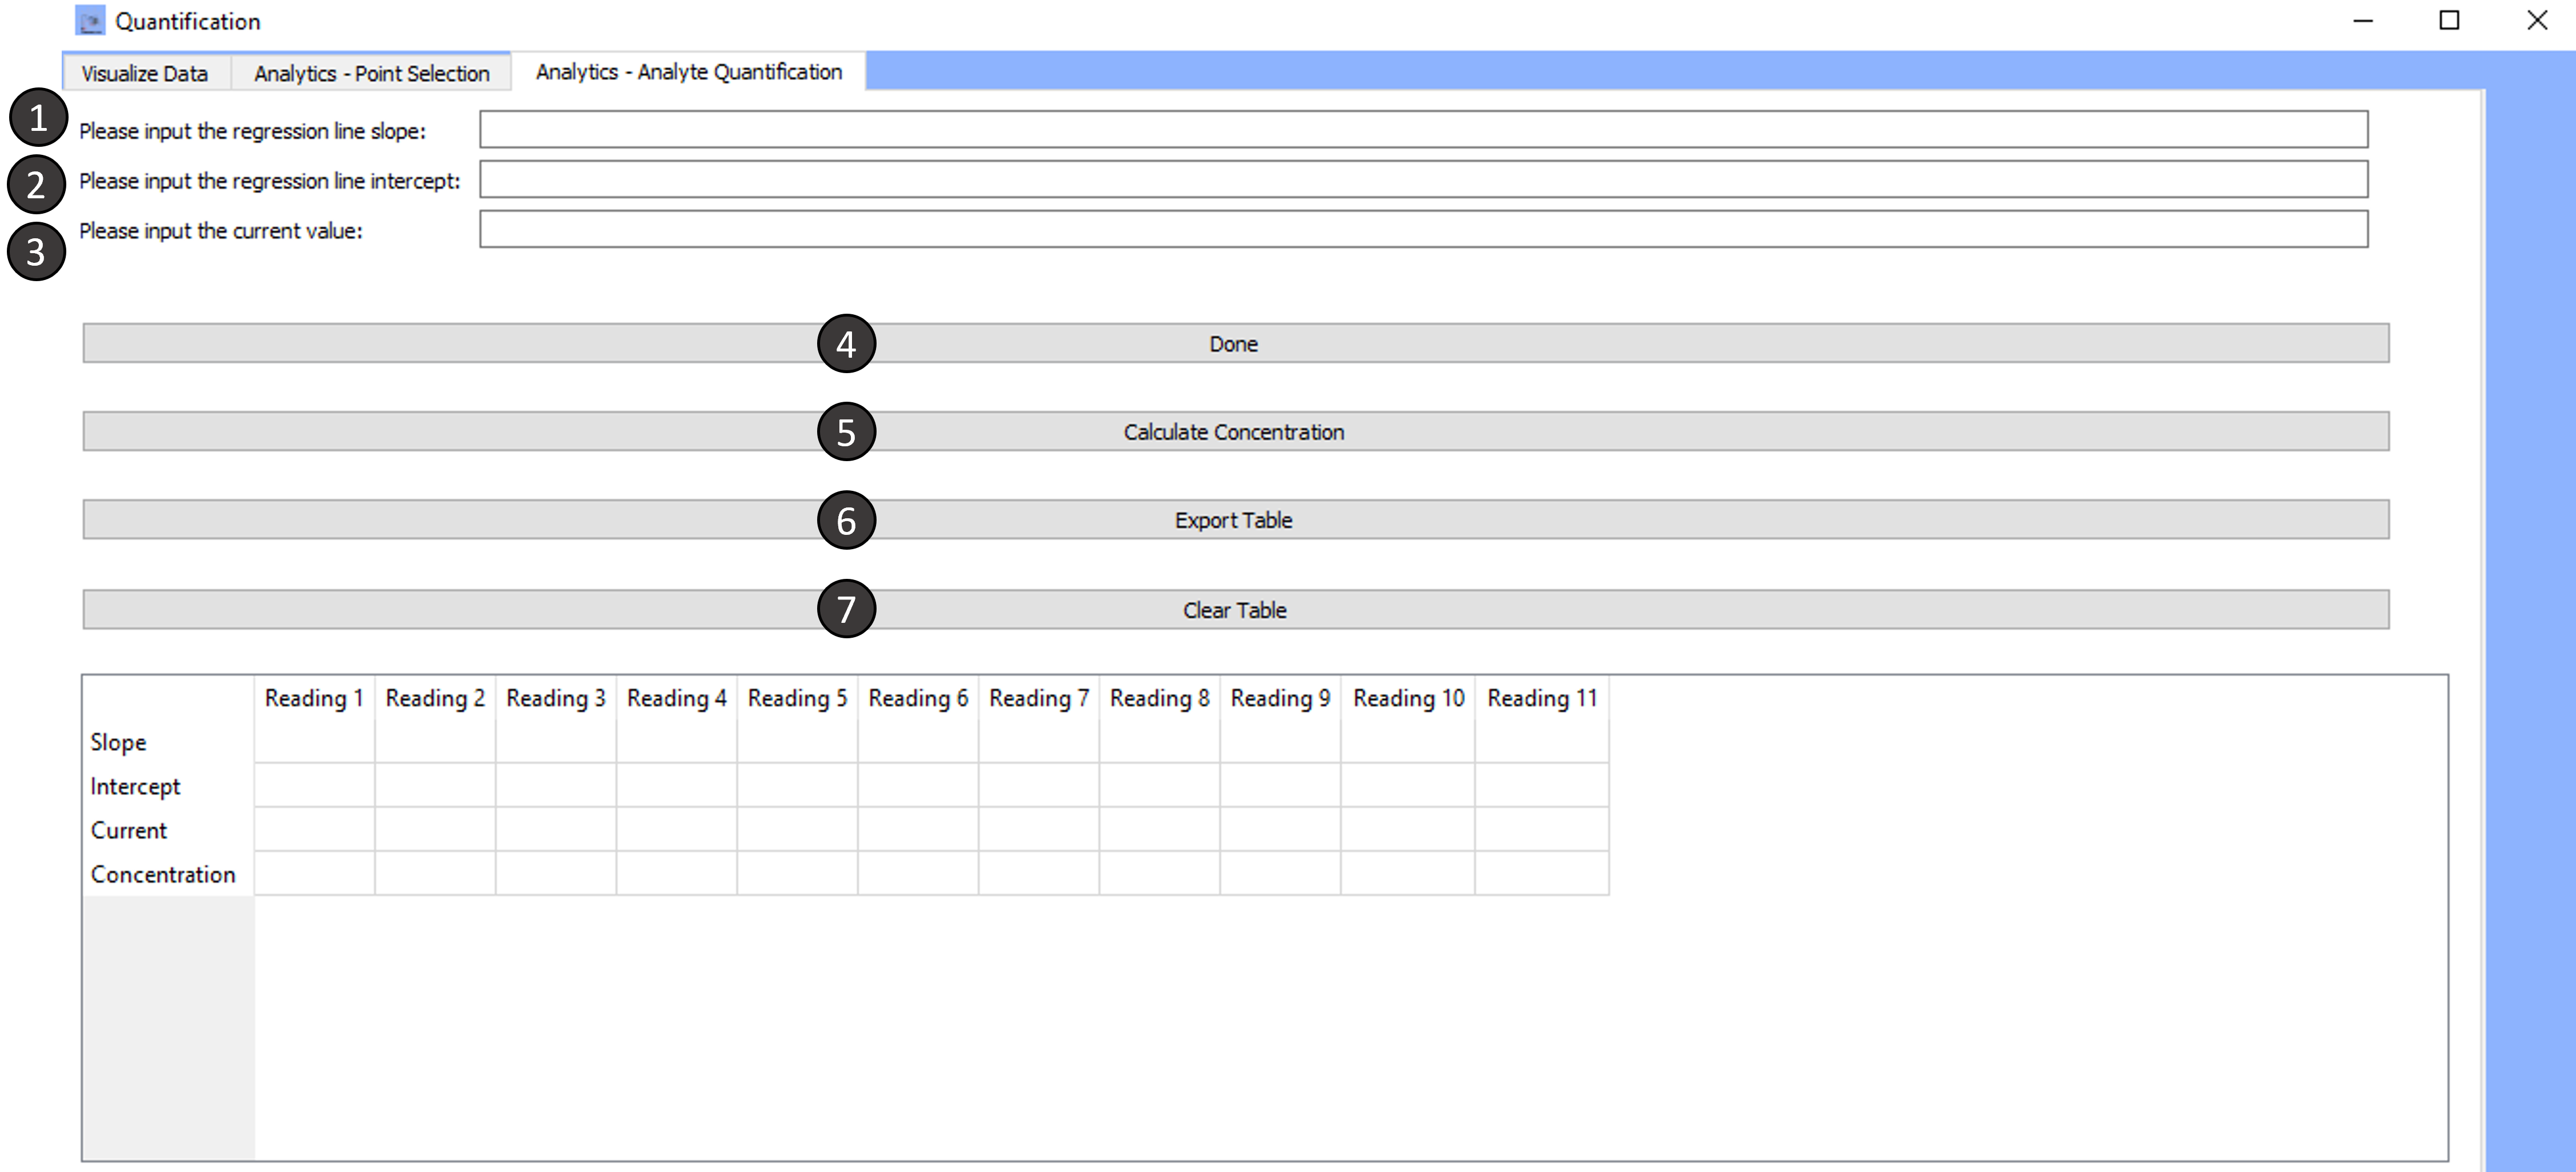 Quantification
Visualize Data Analytics - Point Selection Analytics - Analyte Quantification
1 Please input the regression line slope:
2 Please input the regression line intercept:
3 Please input the current value:
4 Done
5 Calculate Concentration
6 Export Table
7 Clear Table
Reading 1 Reading 2 Reading 3 Reading 4 Reading 5 Reading 6 Reading 7 Reading 8 Reading 9 Reading 10 Reading 11
Slope
Intercept
Current
Concentration